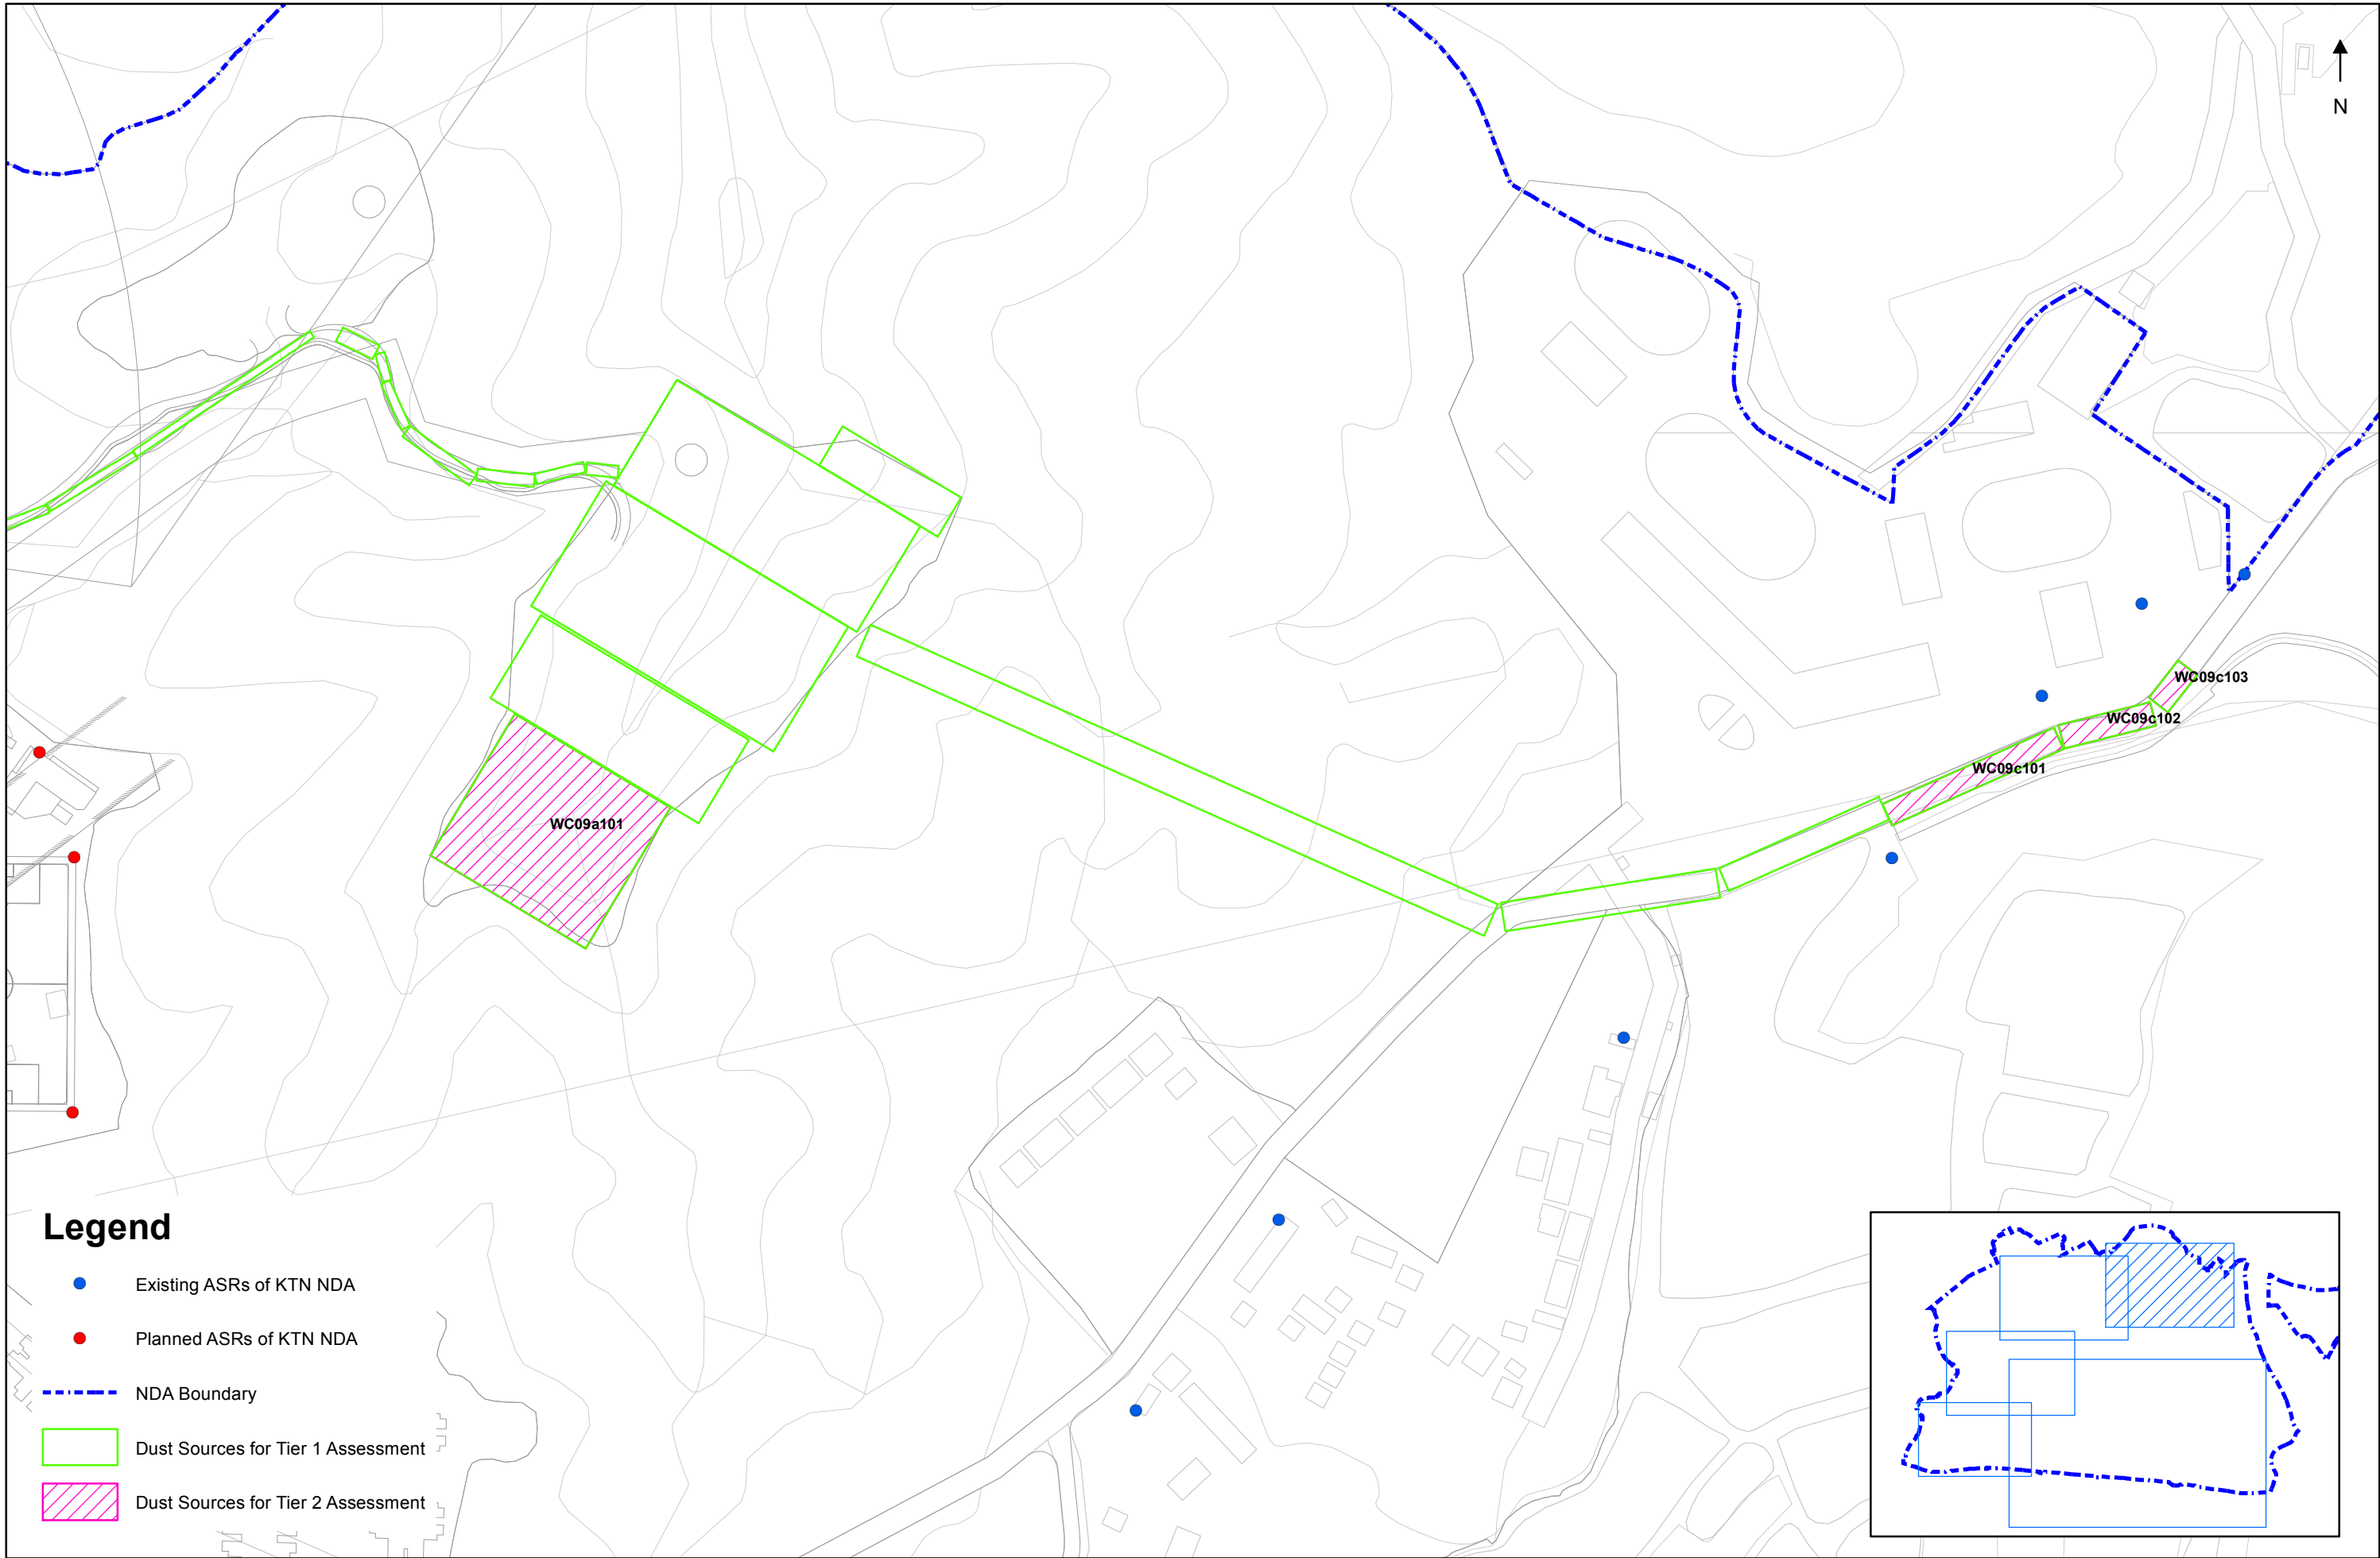 N
WC09c103
WC09c102
WC09c101
WC09a101
Legend
Existing ASRs of KTN NDA
Planned ASRs of KTN NDA
NDA Boundary
Dust Sources for Tier 1 Assessment
Dust Sources for Tier 2 Assessment